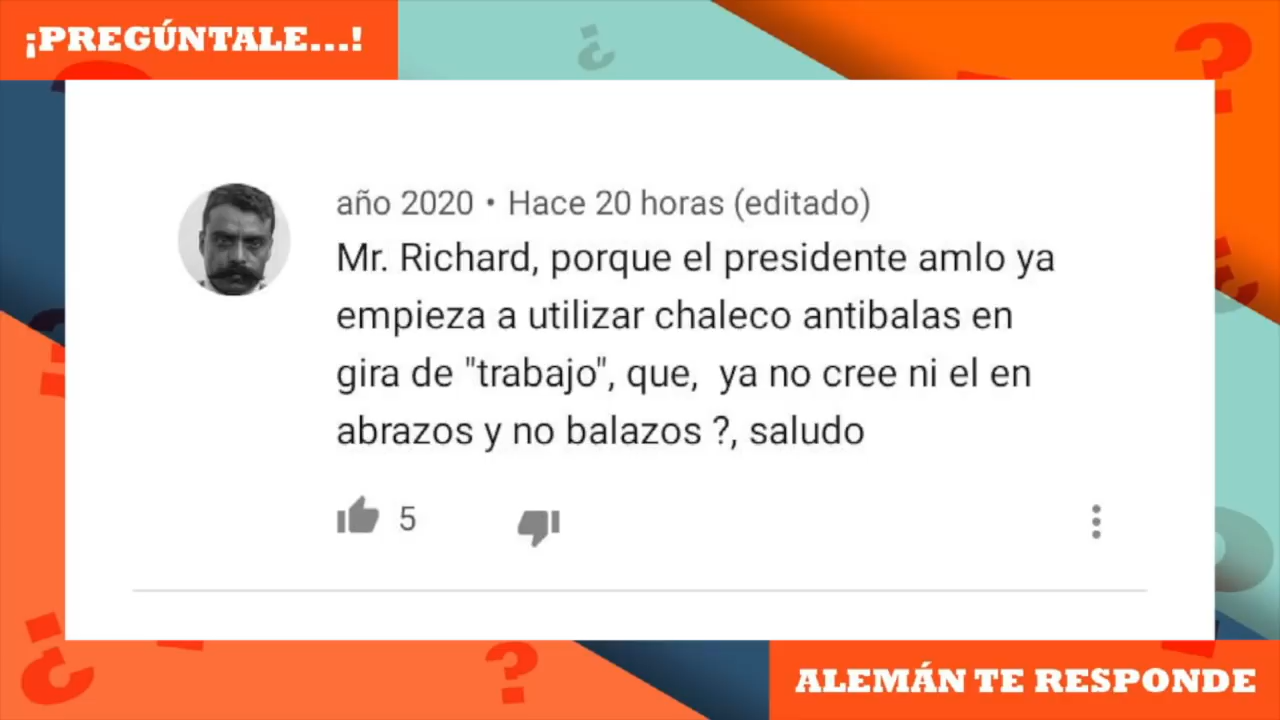 ¡PREGÚNTALE...!
año 2020 • Hace 20 horas (editado)
Mr. Richard, porque el presidente amlo ya
empieza a utilizar chaleco antibalas en
gira de "trabajo", que,  ya no cree ni el en
abrazos y no balazos ?, saludo
5
ALEMÁN TE RESPONDE